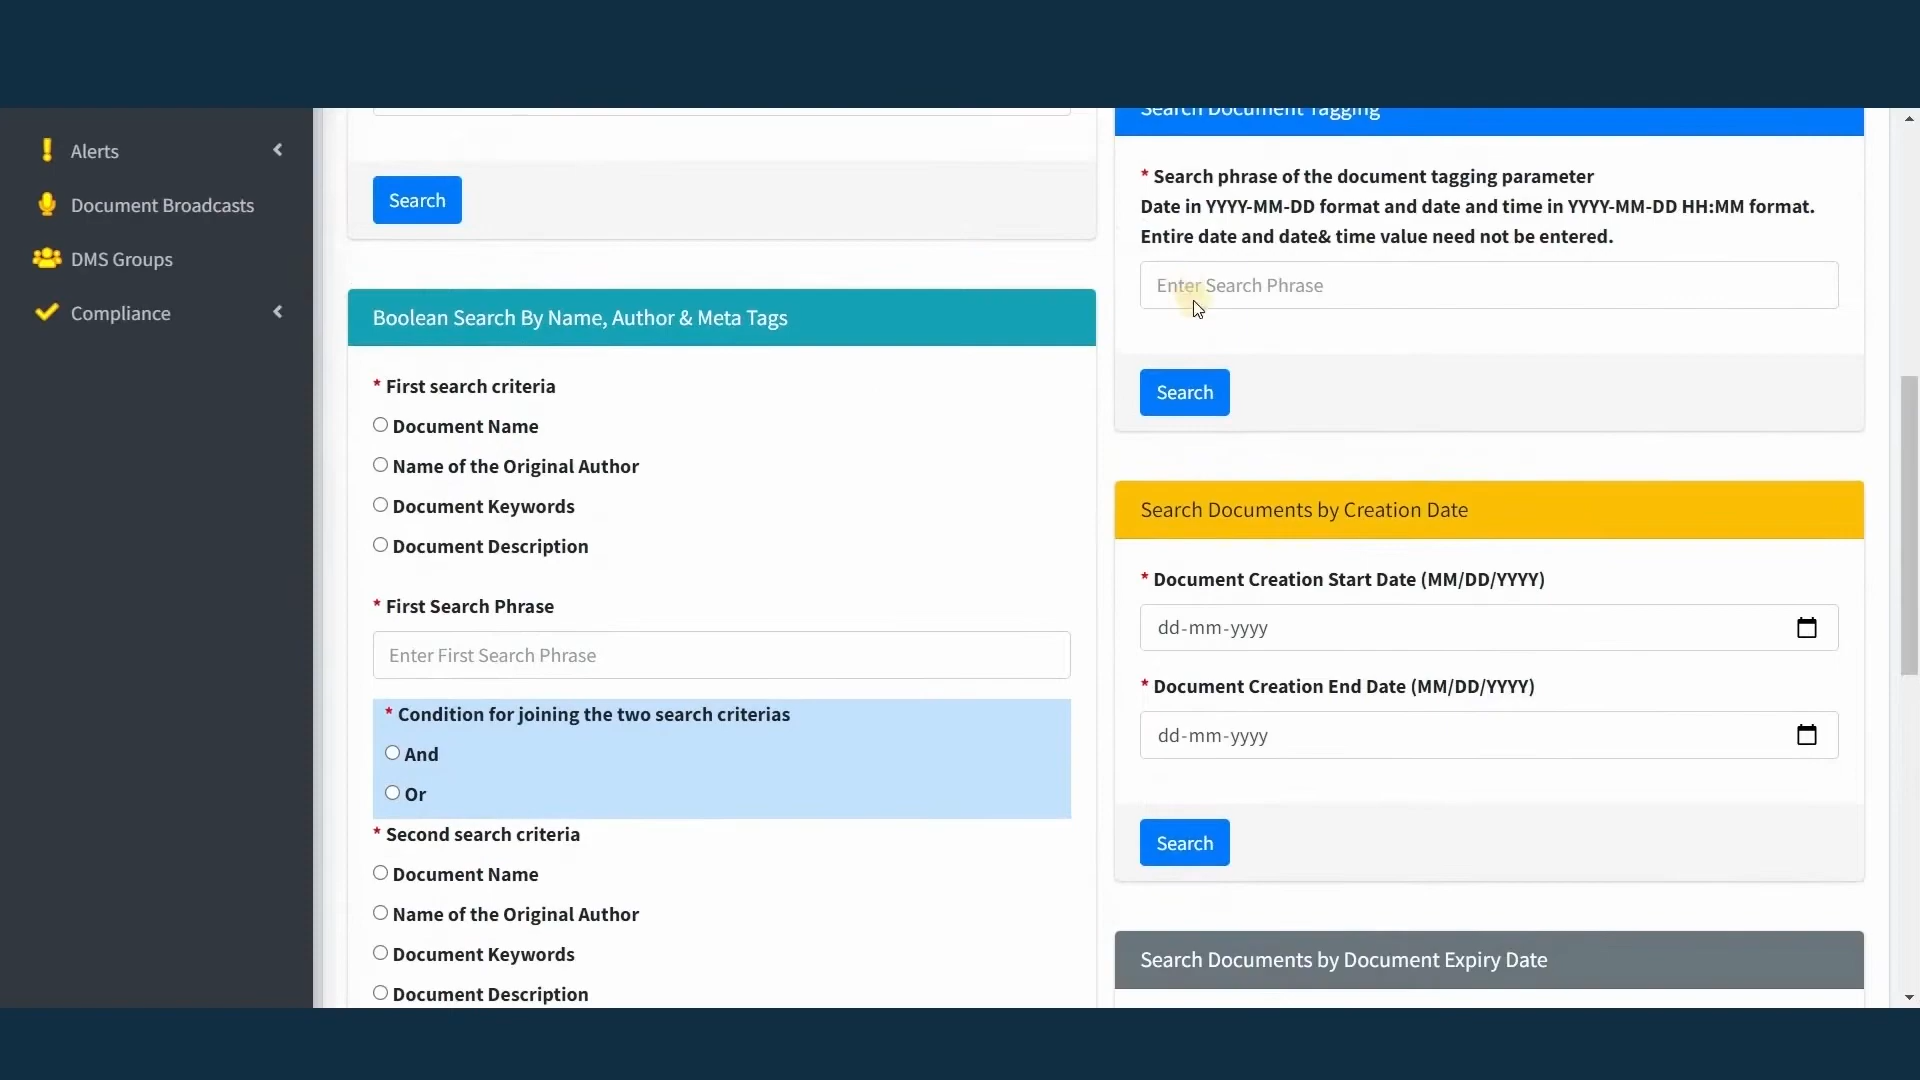 Alerts
Document Broadcasts
DMS Groups
Compliance
Search
Boolean Search By Name, Author & Meta Tags
* First search criteria
Document Name
Name of the Original Author
Document Keywords
Document Description
* First Search Phrase
Enter First Search Phrase
* Condition for joining the two search criterias
And
Or
* Second search criteria
Document Name
Name of the Original Author
Document Keywords
Document Description
Search Document Tagging
* Search phrase of the document tagging parameter
Date in YYYY-MM-DD format and date and time in YYYY-MM-DD HH:MM format.
Entire date and date& time value need not be entered.
Enter Search Phrase
Search
Search Documents by Creation Date
* Document Creation Start Date (MM/DD/YYYY)
dd-mm-yyyy
* Document Creation End Date (MM/DD/YYYY)
dd-mm-yyyy
Search
Search Documents by Document Expiry Date